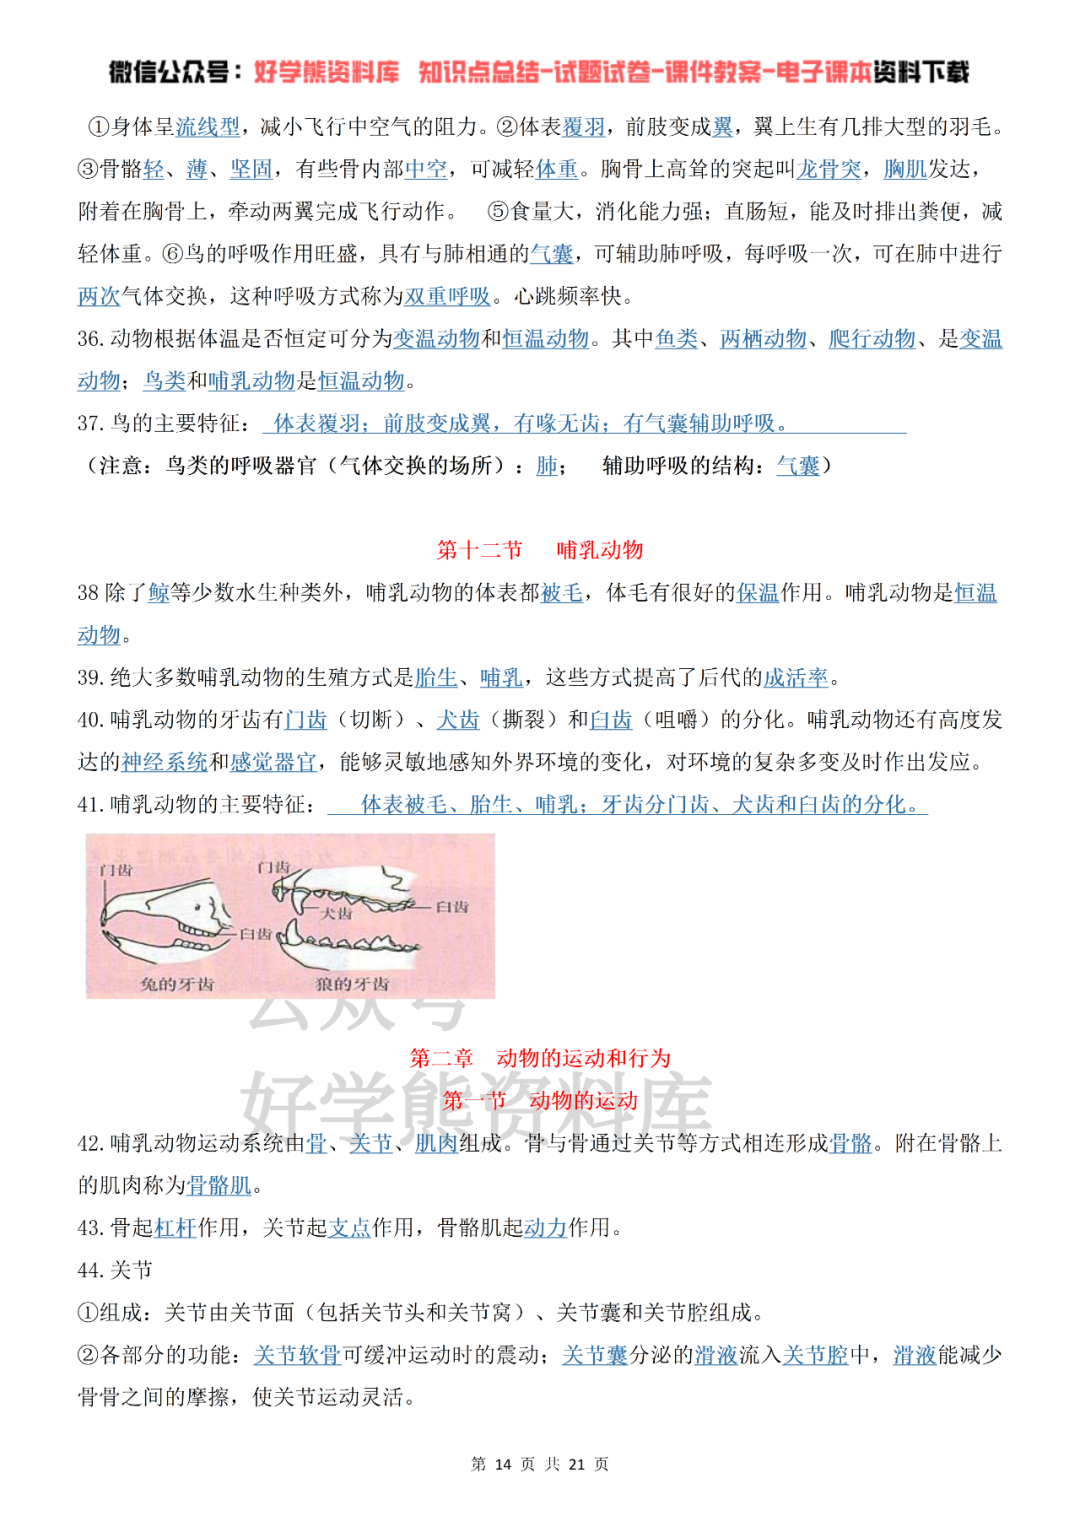 微信公众号：好学熊资料库 知识点总结-试题试卷-课件教案-电子课本资料下载
①身体呈流线型，减小飞行中空气的阻力。②体表覆羽，前肢变成翼，翼上生有几排大型的羽毛。
③骨骼轻、薄、坚固，有些骨内部中空，可减轻体重。胸骨上高耸的突起叫龙骨突，胸肌发达，
附着在胸骨上，牵动两翼完成飞行动作。 ⑤食量大，消化能力强；直肠短，能及时排出粪便，减
轻体重。⑥鸟的呼吸作用旺盛，具有与肺相通的气囊，可辅助肺呼吸，每呼吸一次，可在肺中进行
两次气体交换，这种呼吸方式称为双重呼吸。心跳频率快。
36.动物根据体温是否恒定可分为变温动物和恒温动物。其中鱼类、两栖动物、爬行动物、是变温
动物；鸟类和哺乳动物是恒温动物。
37.鸟的主要特征： 体表覆羽；前肢变成翼，有喙无齿；有气囊辅助呼吸。
（注意：鸟类的呼吸器官（气体交换的场所）：肺； 辅助呼吸的结构：气囊）
第十二节 哺乳动物
38 除了鲸等少数水生种类外，哺乳动物的体表都被毛，体毛有很好的保温作用。哺乳动物是恒温
动物。
39.绝大多数哺乳动物的生殖方式是胎生、哺乳，这些方式提高了后代的成活率。
40.哺乳动物的牙齿有门齿（切断）、犬齿（撕裂）和臼齿（咀嚼）的分化。哺乳动物还有高度发
达的神经系统和感觉器官，能够灵敏地感知外界环境的变化，对环境的复杂多变及时作出发应。
41.哺乳动物的主要特征： 体表被毛、胎生、哺乳；牙齿分门齿、犬齿和臼齿的分化。
门齿 门齿
犬齿 臼齿
臼齿
兔的牙齿 狼的牙齿
公众号
第二章 动物的运动和行为
好学熊资料库
第一节 动物的运动
42.哺乳动物运动系统由骨、关节、肌肉组成。骨与骨通过关节等方式相连形成骨骼。附在骨骼上
的肌肉称为骨骼肌。
43.骨起杠杆作用，关节起支点作用，骨骼肌起动力作用。
44.关节
①组成：关节由关节面（包括关节头和关节窝）、关节囊和关节腔组成。
②各部分的功能：关节软骨可缓冲运动时的震动；关节囊分泌的滑液流入关节腔中，滑液能减少
骨骨之间的摩擦，使关节运动灵活。
第 14 页 共 21 页